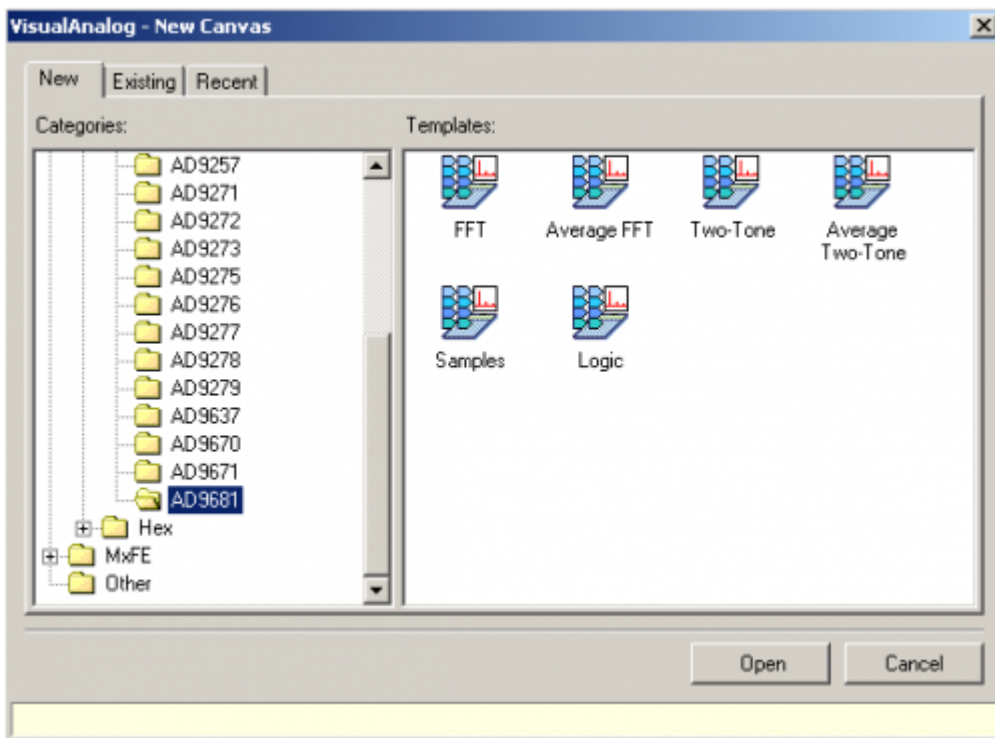 VisualAnalog - New Canvas
New
Existing
Recent
Categories:
Templates:
AD9257
AD9271
AD9272
AD9273
AD9275
AD9276
AD9277
AD9278
AD9279
AD9637
AD9670
AD9671
AD9681
Hex
MxFE
Other
FFT
Average FFT
Two-Tone
Average
Two-Tone
Samples
Logic
Open
Cancel